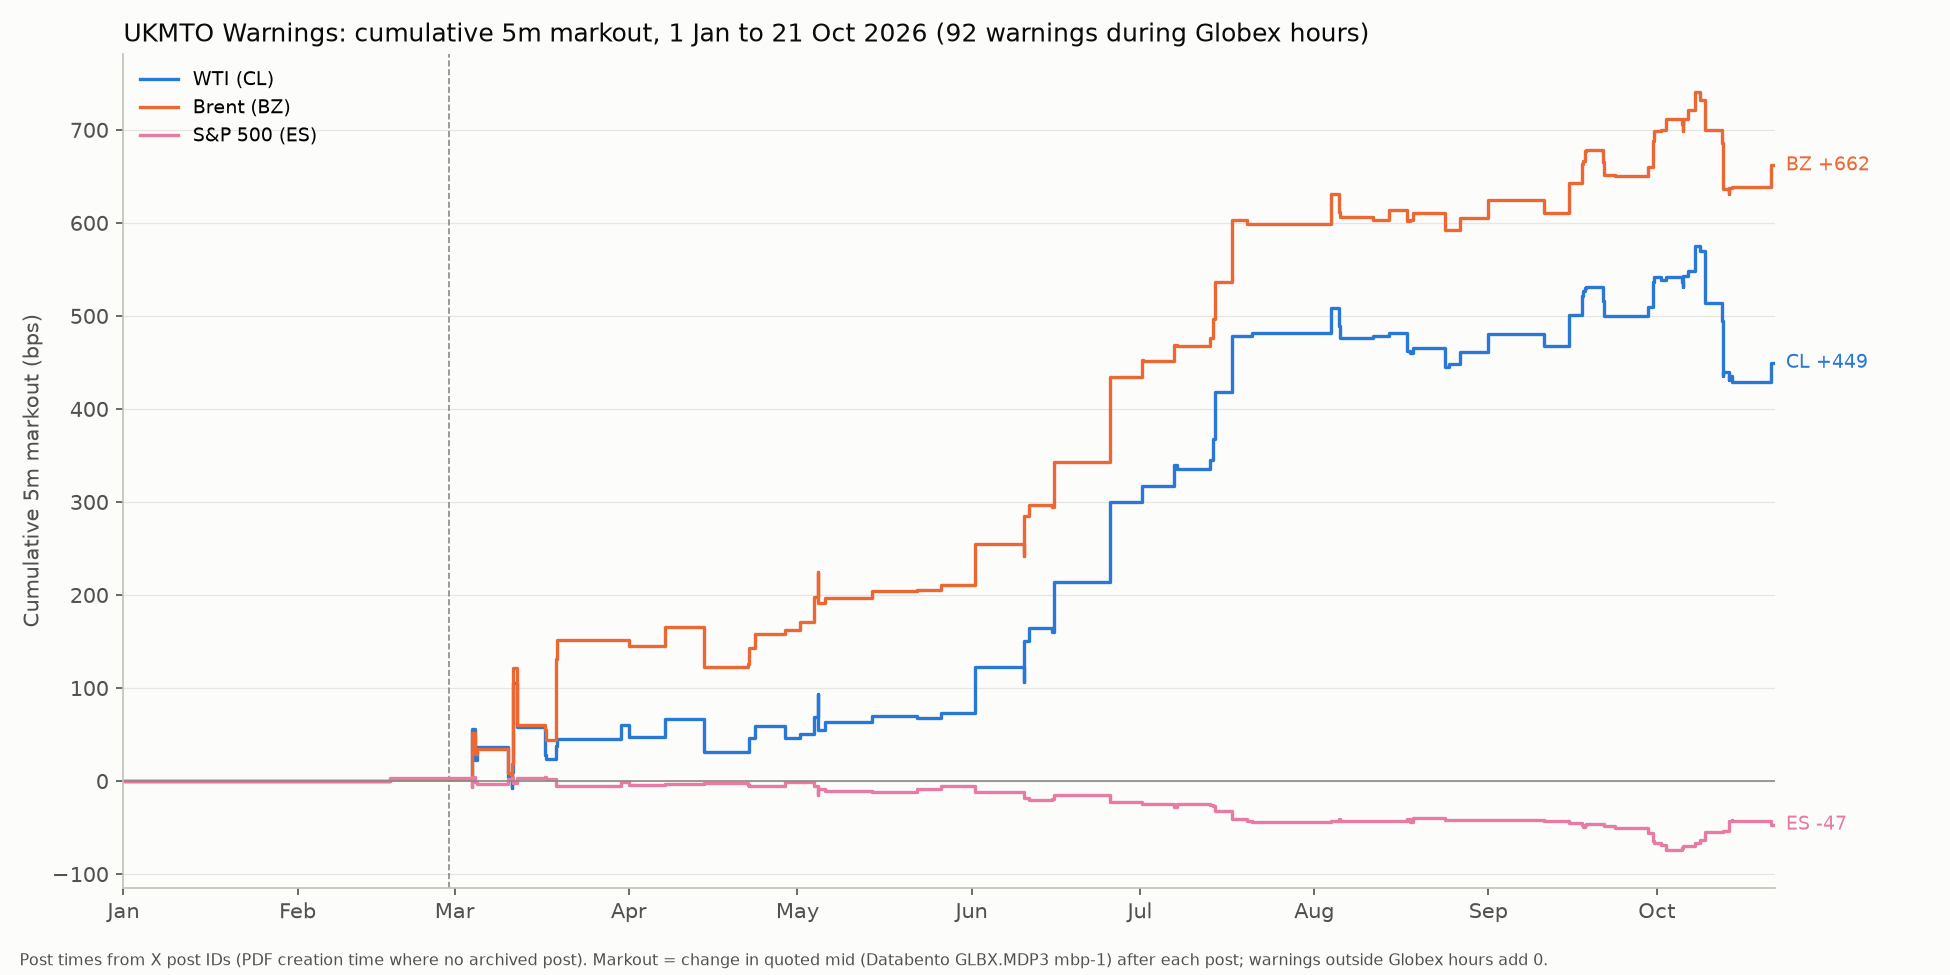 UKMTO Warnings: cumulative 5m markout, 1 Jan to 21 Oct 2026 (92 warnings during Globex hours)
WTI (CL)
Brent (BZ)
S&P 500 (ES)
Cumulative 5m markout (bps)
700
600
500
400
300
200
100
0
−100
BZ +662
CL +449
ES -47
Jan Feb Mar Apr May Jun Jul Aug Sep Oct
Post times from X post IDs (PDF creation time where no archived post). Markout = change in quoted mid (Databento GLBX.MDP3 mbp-1) after each post; warnings outside Globex hours add 0.